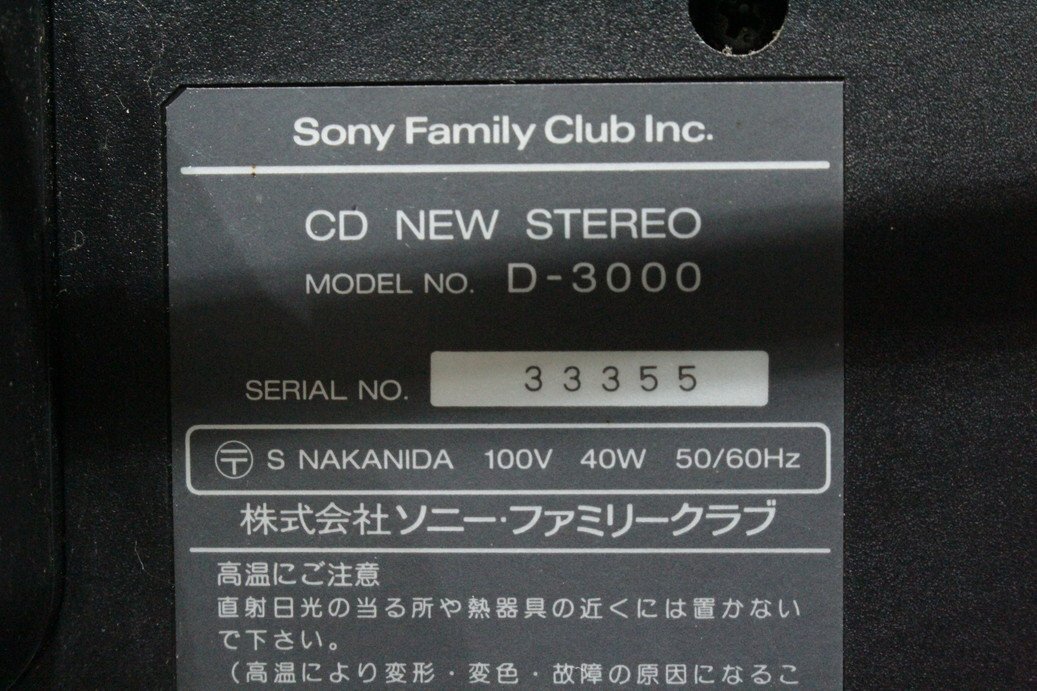 Sony Family Club Inc.
CD NEW STEREO
MODEL NO. D-3000
SERIAL NO. 33355
〒 S NAKANIDA 100V 40W 50/60Hz
株式会社ソニー・ファミリークラブ
高温にご注意
直射日光の当る所や熱器具の近くには置かない
で下さい。
（高温により変形・変色・故障の原因になるこ